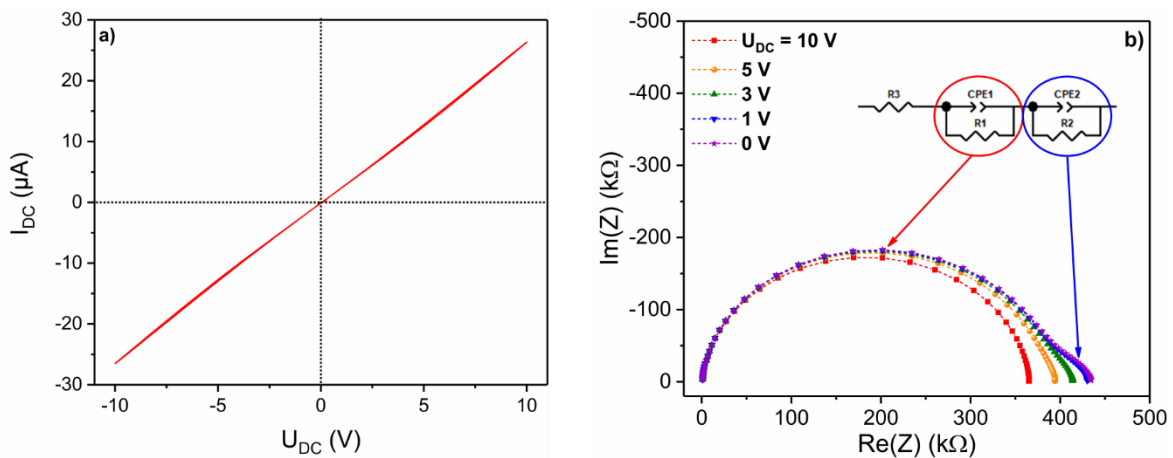 a)
30
20
10
0
-10
-20
-30
I_DC (µA)
-10
-5
0
5
10
U_DC (V)
b)
-500
-400
-300
-200
-100
0
Im(Z) (kΩ)
U_DC = 10 V
5 V
3 V
1 V
0 V
R3
CPE1
R1
CPE2
R2
0
100
200
300
400
500
Re(Z) (kΩ)